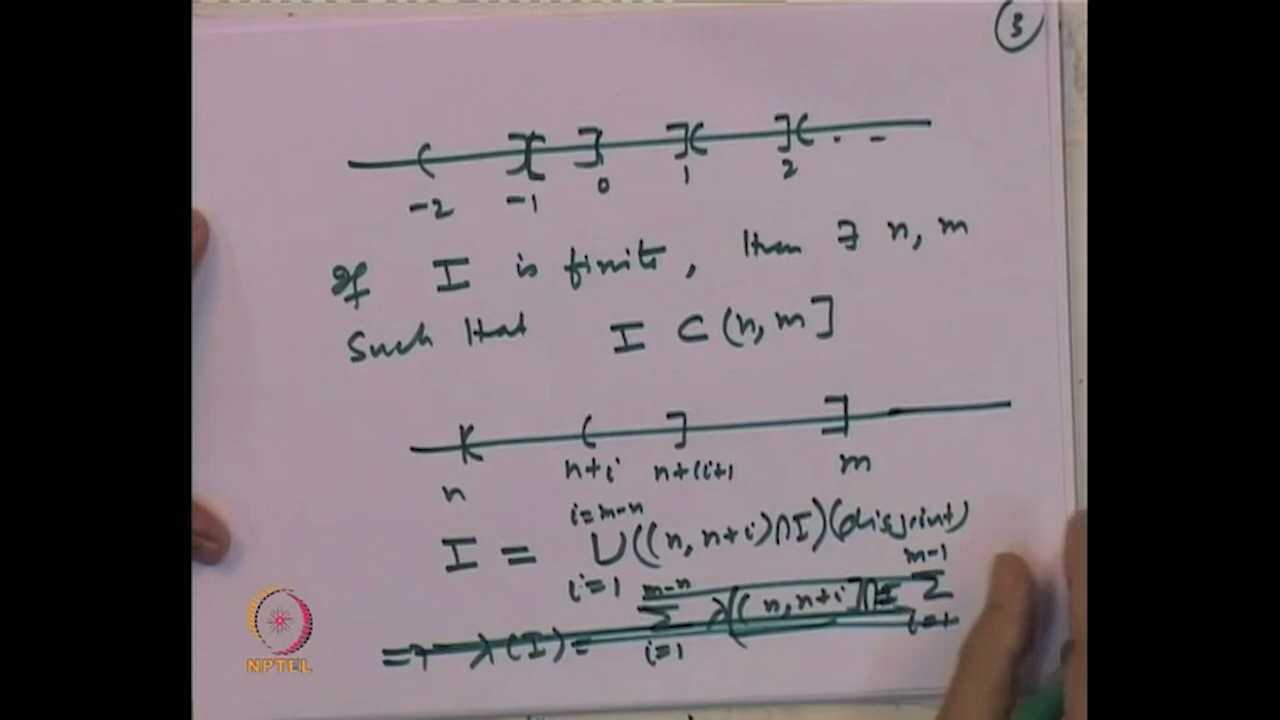 3
( ]( ] ]( ]( . -
-2 -1 0 1 2
If I is finite, then ∃ n, m
Such that I ⊂ (n, m]
( ( ] ]
n n+i n+(i+1 m
i=m-n
I = ∪((n, n+i)∩I)(disjoint)
i=1
m-n m-1
=> λ(I) = Σ λ((n, n+i]∩I Σ
i=1 i=1
NPTEL